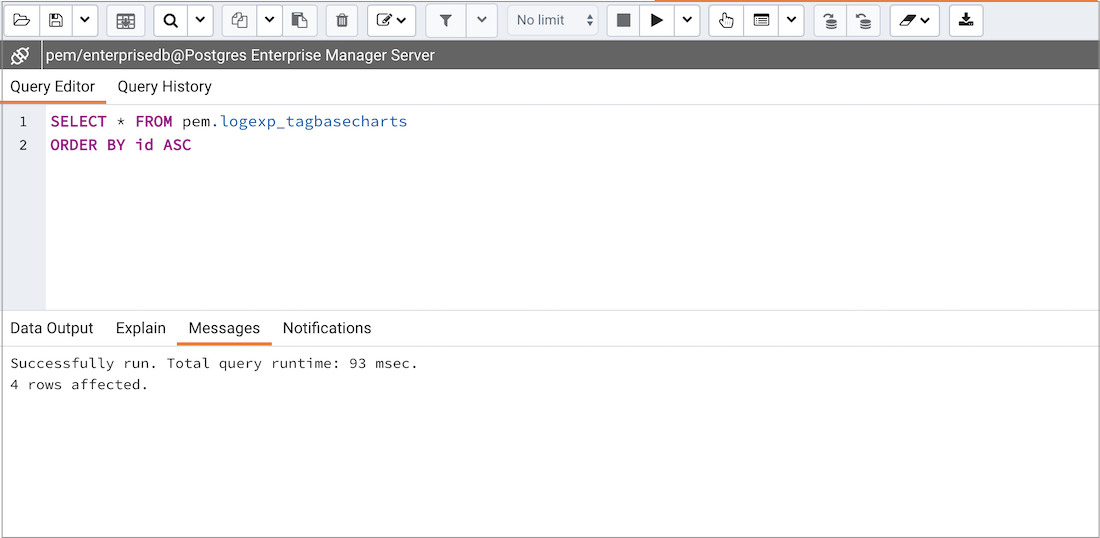 No limit
pem/enterprisedb@Postgres Enterprise Manager Server
Query Editor Query History
1 SELECT * FROM pem.logexp_tagbasecharts
2 ORDER BY id ASC
Data Output Explain Messages Notifications
Successfully run. Total query runtime: 93 msec.
4 rows affected.